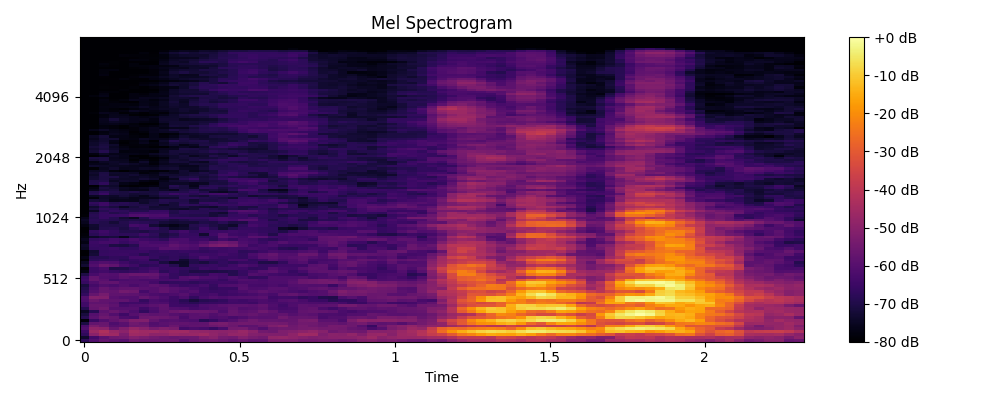 Mel Spectrogram
Hz
4096
2048
1024
512
0
0 0.5 1 1.5 2
Time
+0 dB
-10 dB
-20 dB
-30 dB
-40 dB
-50 dB
-60 dB
-70 dB
-80 dB